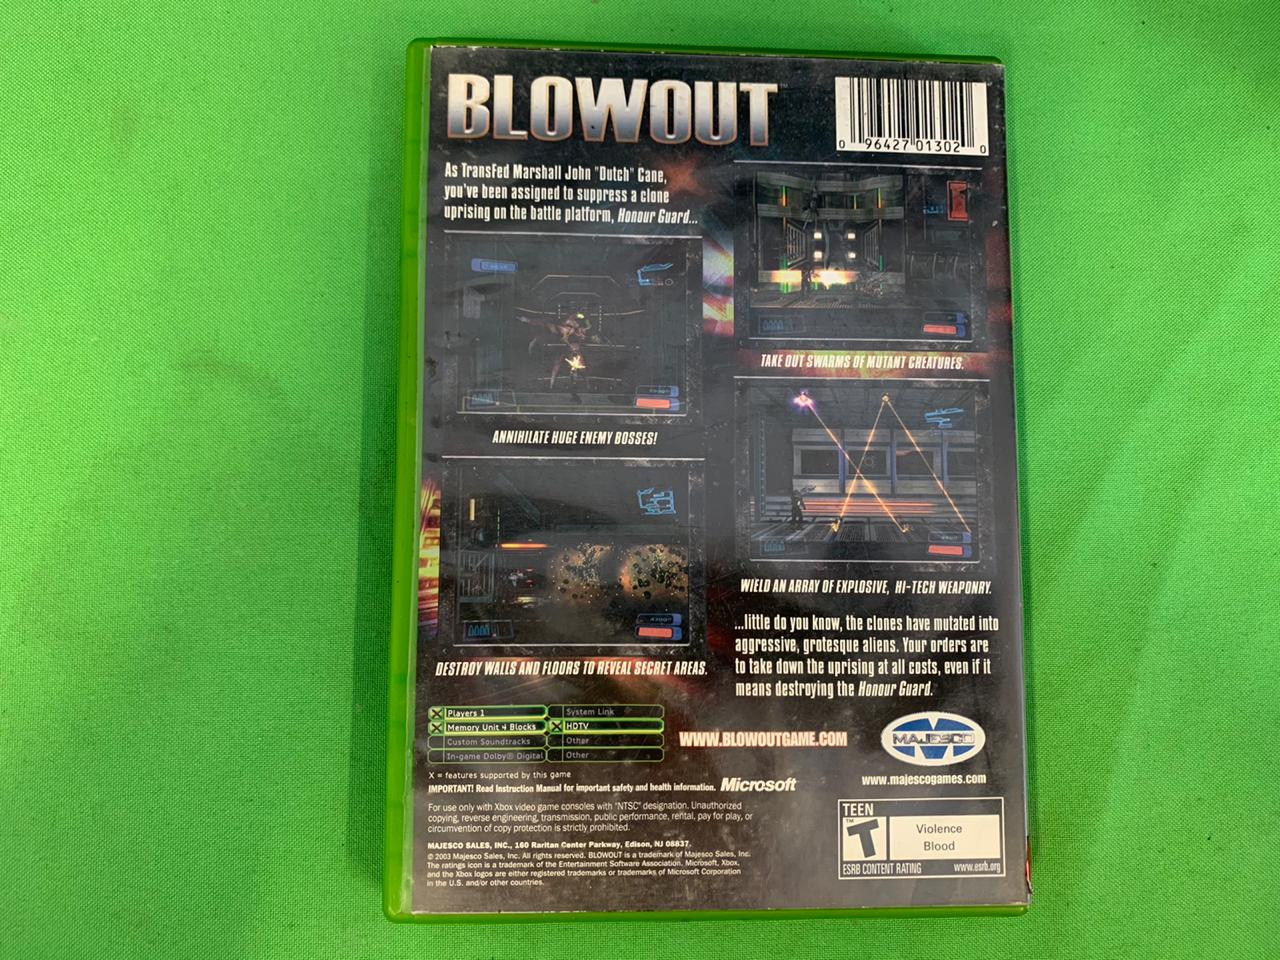 BLOWOUT
0 96427 01302 0
As TransFed Marshall John "Dutch" Cane,
you've been assigned to suppress a clone
uprising on the battle platform, Honour Guard...
TAKE OUT SWARMS OF MUTANT CREATURES.
ANNIHILATE HUGE ENEMY BOSSES!
WIELD AN ARRAY OF EXPLOSIVE, HI-TECH WEAPONRY.
DESTROY WALLS AND FLOORS TO REVEAL SECRET AREAS.
...little do you know, the clones have mutated into
aggressive, grotesque aliens. Your orders are
to take down the uprising at all costs, even if it
means destroying the Honour Guard.
X Players 1
System Link
X Memory Unit 4 Blocks
X HDTV
Custom Soundtracks
Other
In-game Dolby® Digital
Other
X = features supported by this game
WWW.BLOWOUTGAME.COM
MAJESCO
www.majescogames.com
IMPORTANT! Read Instruction Manual for important safety and health information.
Microsoft
For use only with Xbox video game consoles with "NTSC" designation. Unauthorized
copying, reverse engineering, transmission, public performance, rental, pay for play, or
circumvention of copy protection is strictly prohibited.
MAJESCO SALES, INC., 160 Raritan Center Parkway, Edison, NJ 08837.
© 2003 Majesco Sales, Inc. All rights reserved. BLOWOUT is a trademark of Majesco Sales, Inc.
The ratings icon is a trademark of the Entertainment Software Association. Microsoft, Xbox,
and the Xbox logos are either registered trademarks or trademarks of Microsoft Corporation
in the U.S. and/or other countries.
TEEN
T
Violence
Blood
ESRB CONTENT RATING
www.esrb.org